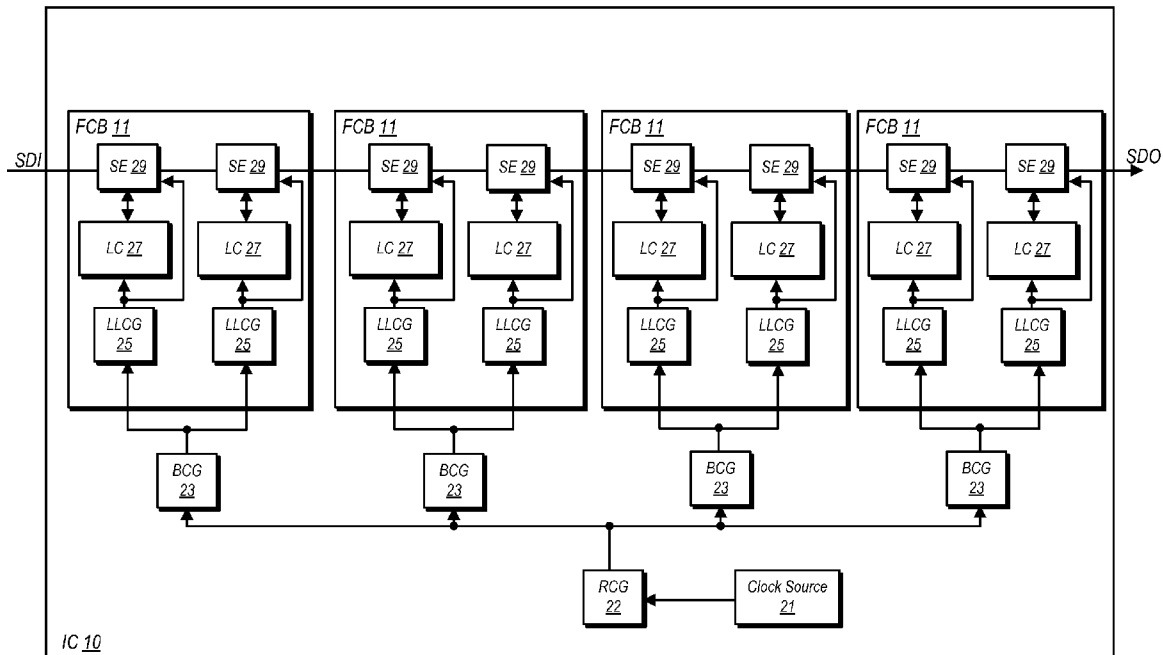 FCB 11
FCB 11
FCB 11
FCB 11
SDI
SE 29
SE 29
SE 29
SE 29
SE 29
SE 29
SE 29
SE 29
SDO
LC 27
LC 27
LC 27
LC 27
LC 27
LC 27
LC 27
LC 27
LLCG
25
LLCG
25
LLCG
25
LLCG
25
LLCG
25
LLCG
25
LLCG
25
LLCG
25
BCG
23
BCG
23
BCG
23
BCG
23
RCG
22
Clock Source
21
IC 10